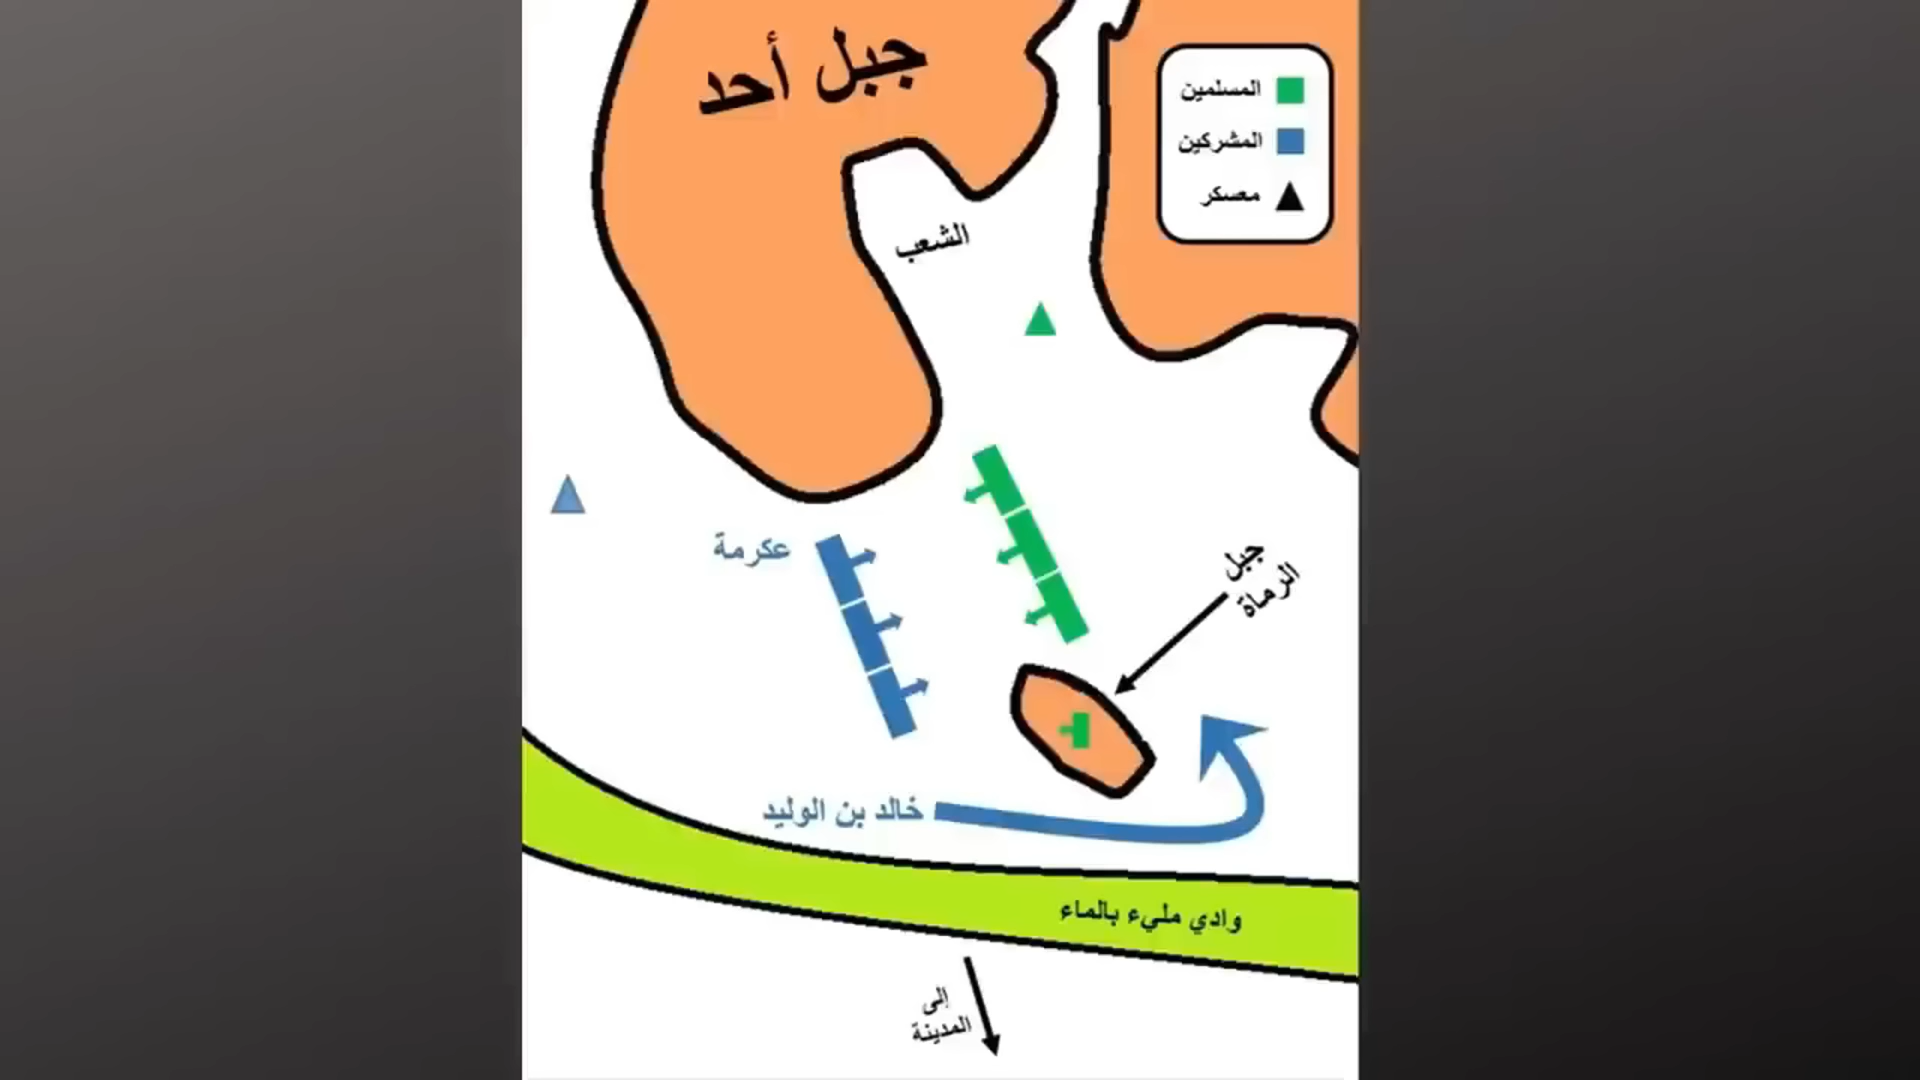 جبل أحد
المسلمين
المشركين
معسكر
الشعب
عكرمة
جبل
الرماة
خالد بن الوليد
وادي مليء بالماء
إلى
المدينة